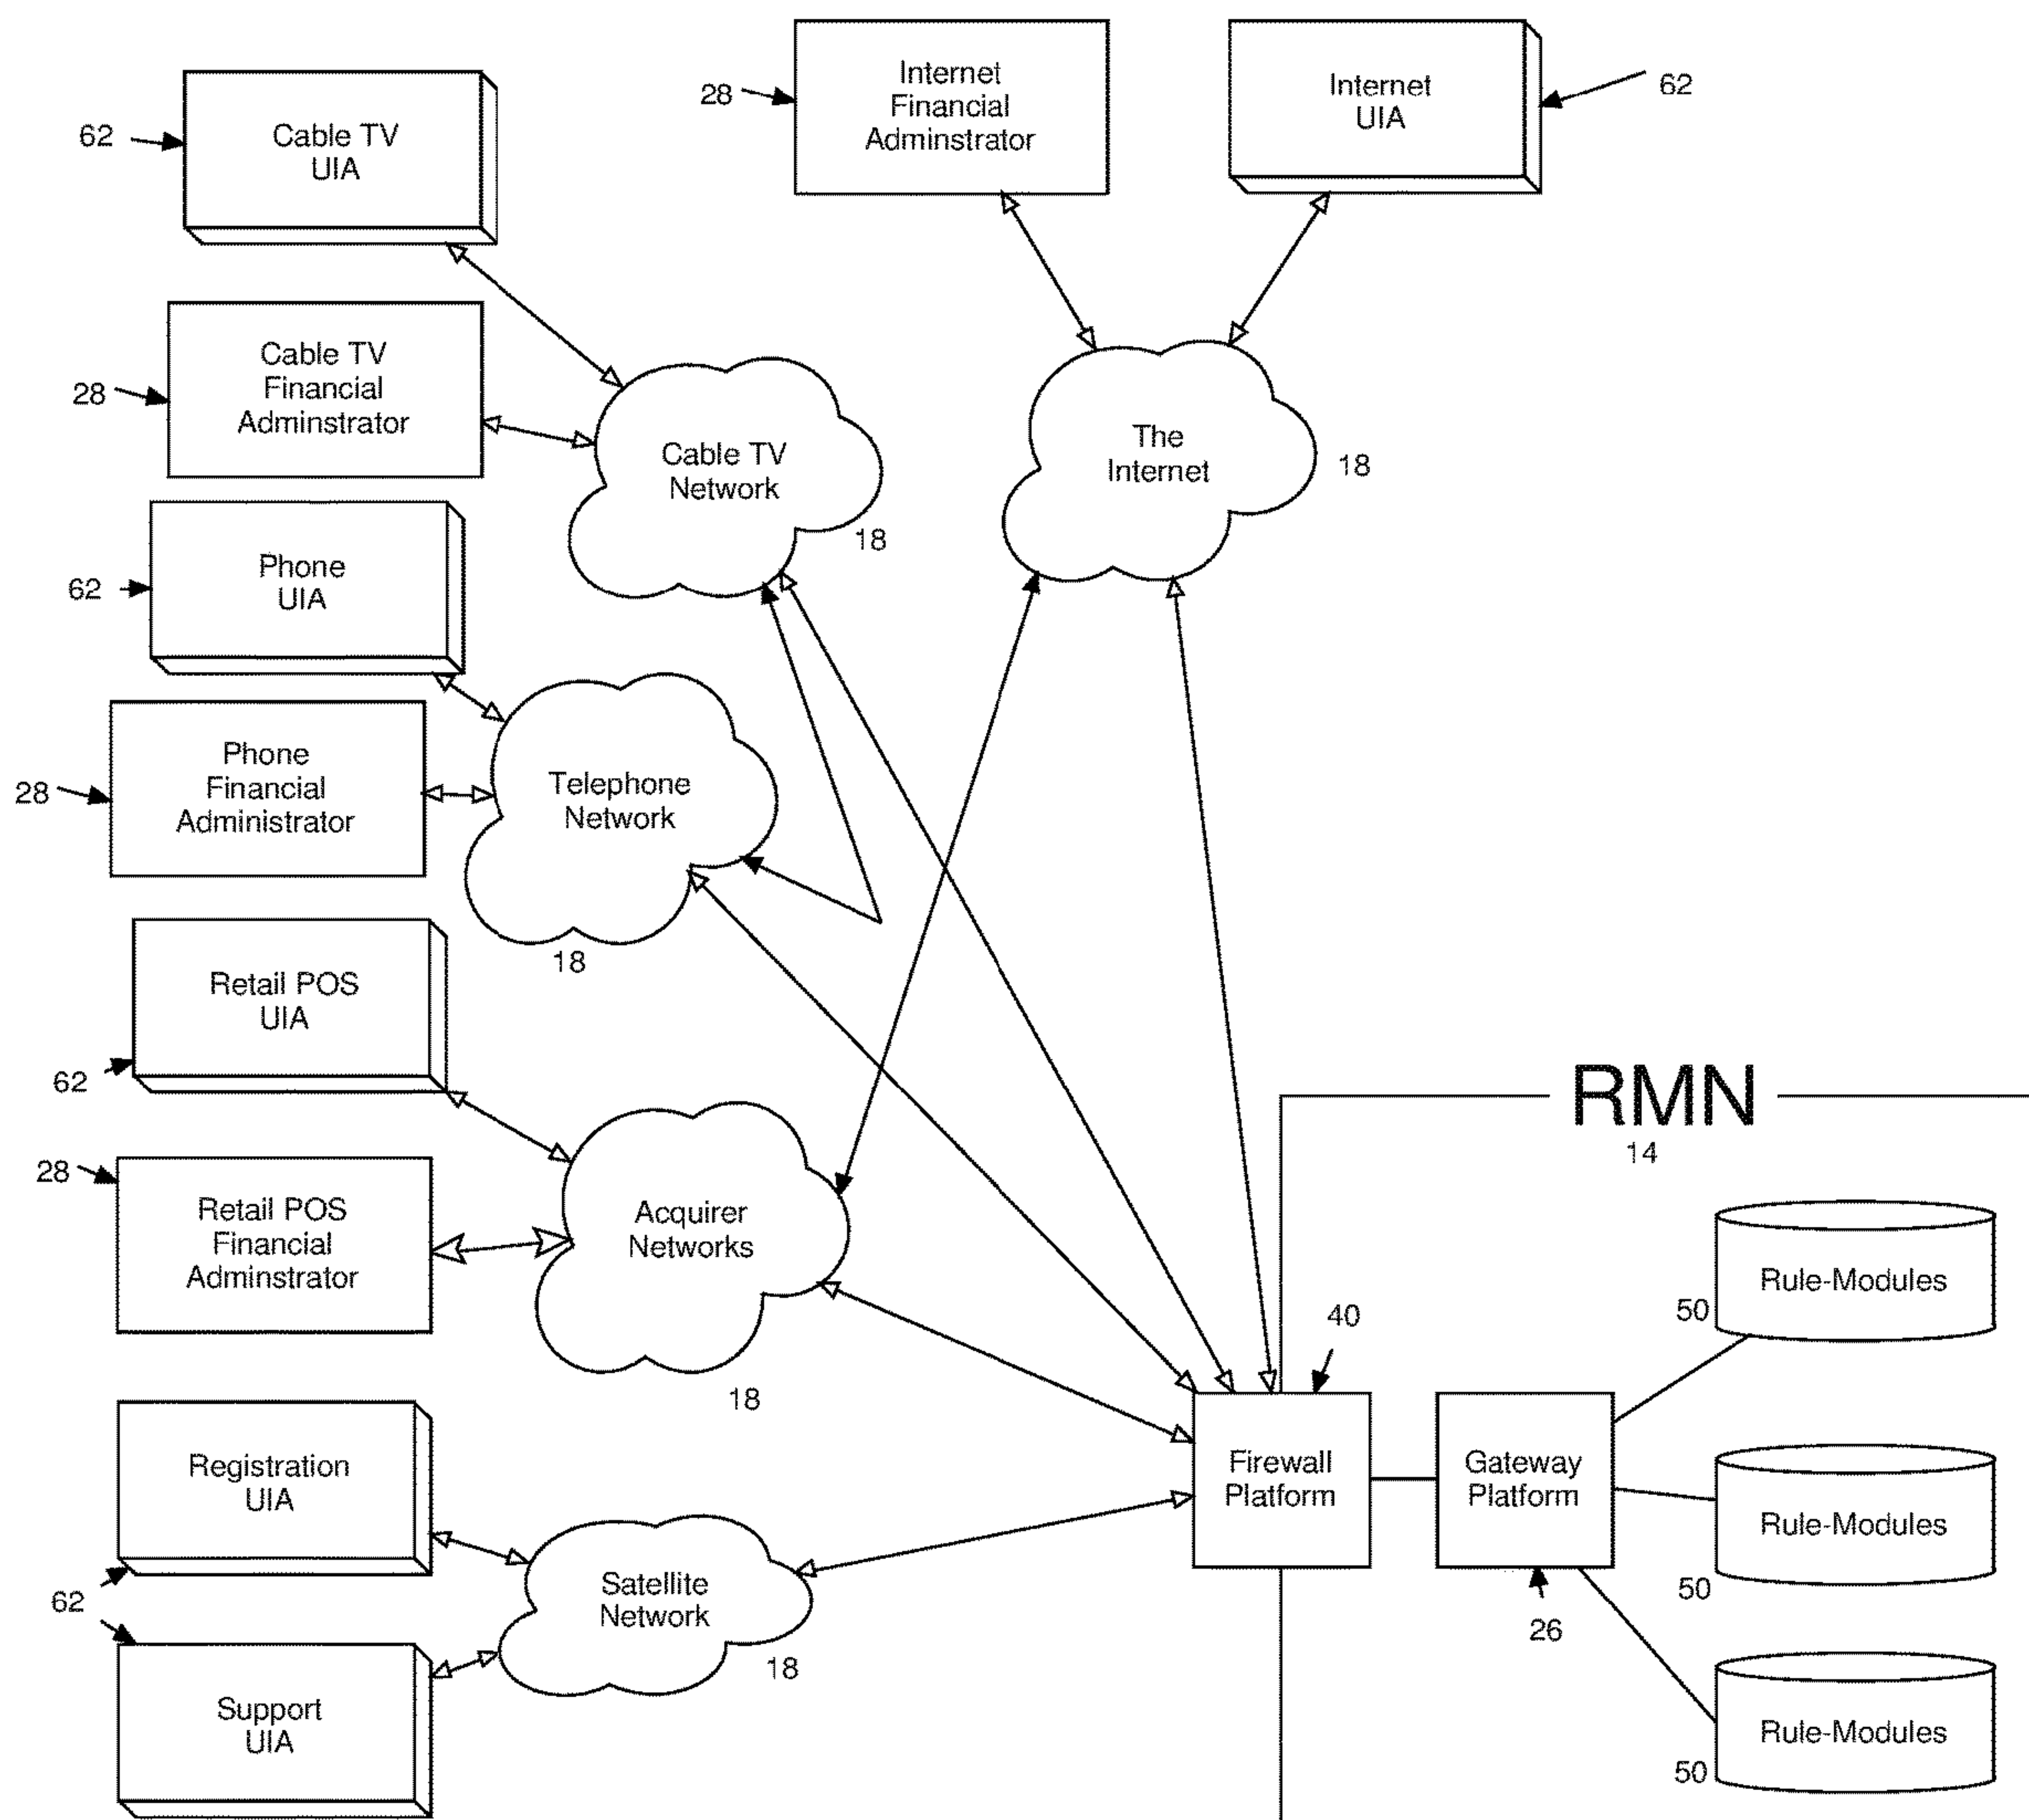 28
Internet
Financial
Adminstrator
Internet
UIA
62
62
Cable TV
UIA
28
Cable TV
Financial
Adminstrator
Cable TV
Network
18
The
Internet
18
62
Phone
UIA
28
Phone
Financial
Administrator
Telephone
Network
18
Retail POS
UIA
62
28
Retail POS
Financial
Adminstrator
Acquirer
Networks
18
RMN
14
40
Firewall
Platform
Gateway
Platform
26
Rule-Modules
50
Rule-Modules
50
Rule-Modules
50
Registration
UIA
62
Support
UIA
Satellite
Network
18